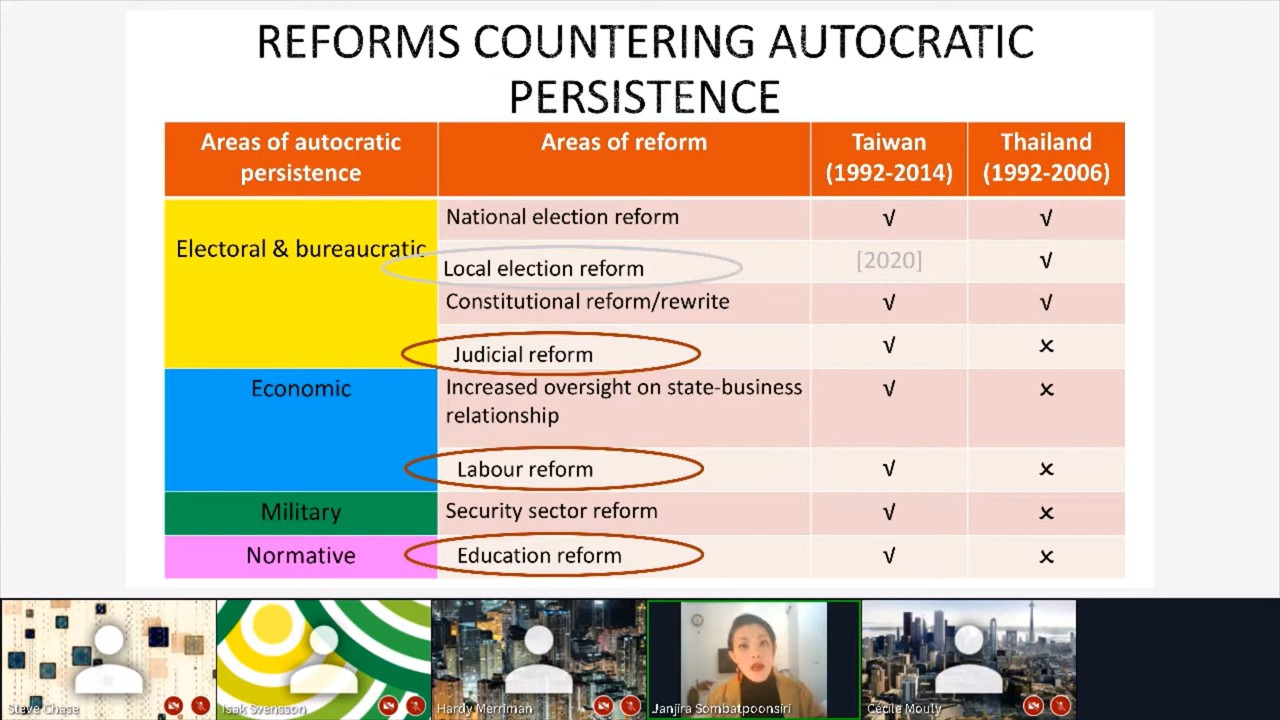 REFORMS COUNTERING AUTOCRATIC
PERSISTENCE
Areas of autocratic persistence
Areas of reform
Taiwan (1992-2014)
Thailand (1992-2006)
Electoral & bureaucratic
National election reform √ √
Local election reform [2020] √
Constitutional reform/rewrite √ √
Judicial reform √ ×
Economic
Increased oversight on state-business
relationship √ ×
Labour reform √ ×
Military Security sector reform √ ×
Normative Education reform √ ×
Steve Chase
Isak Svensson
Hardy Merriman
Janjira Sombatpoonsiri
Cécile Mouly